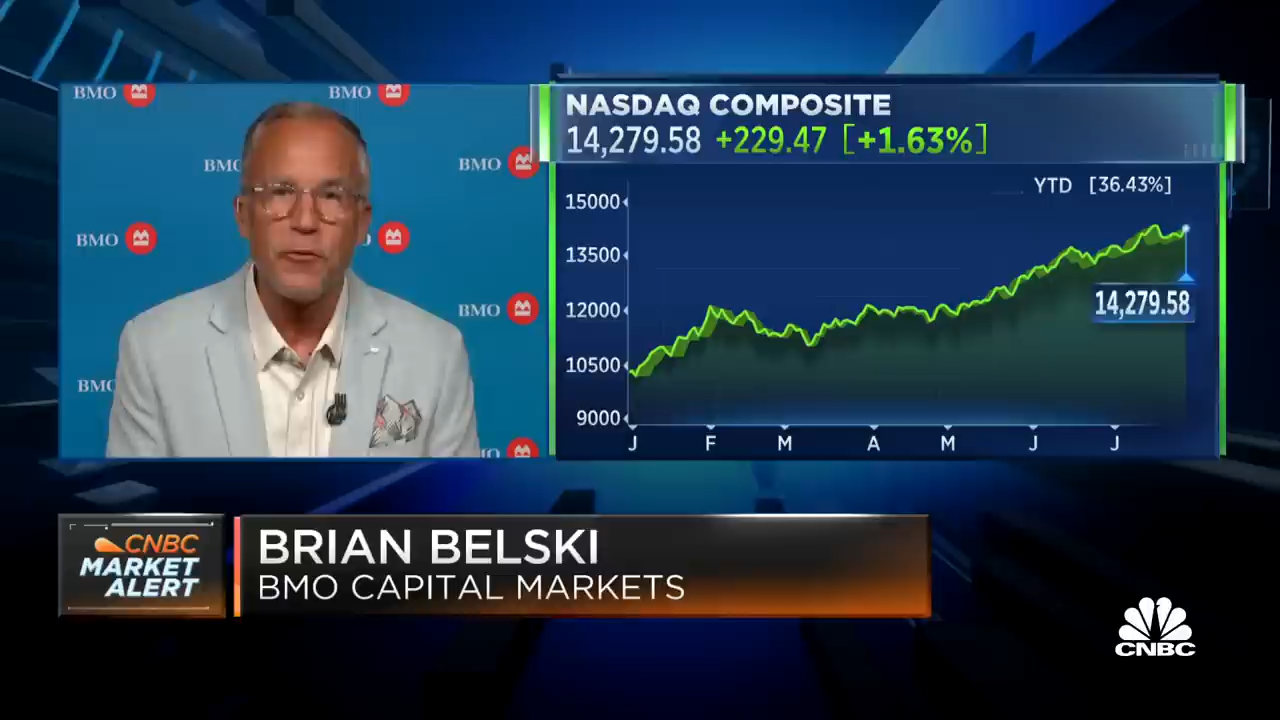 BMO
BMO
BMO
BMO
BMO
BMO
BMO
NASDAQ COMPOSITE
14,279.58 +229.47 [+1.63%]
YTD [36.43%]
15000
13500
12000
10500
9000
14,279.58
J F M A M J J
CNBC
MARKET
ALERT
BRIAN BELSKI
BMO CAPITAL MARKETS
CNBC